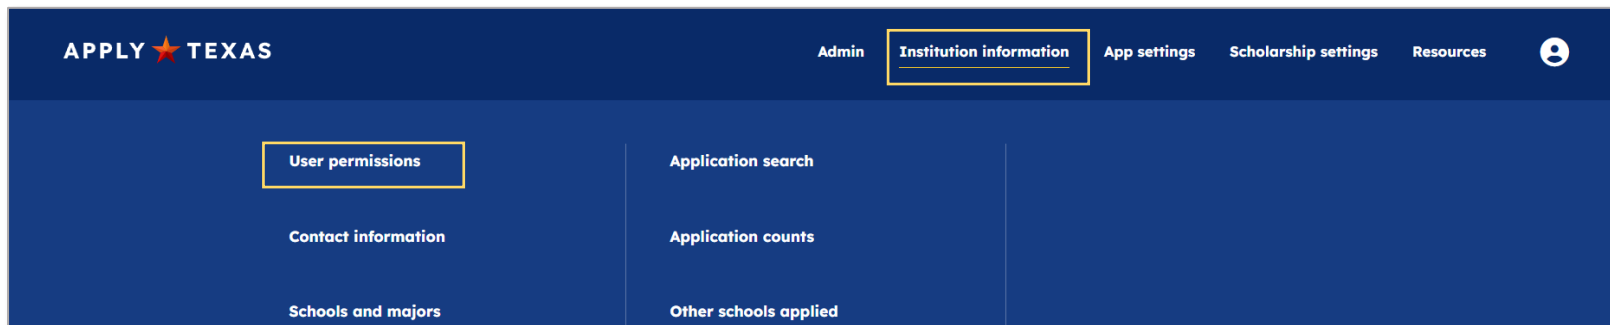 APPLY TEXAS
Admin Institution information App settings Scholarship settings Resources
User permissions Application search
Contact information Application counts
Schools and majors Other schools applied